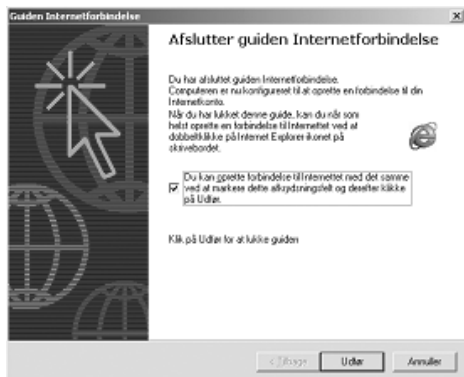 Guiden Internetforbindelse
Afslutter guiden Internetforbindelse
Du har afsluttet guiden Internetforbindelse.
Computeren er nu konfigureret til at oprette en forbindelse til din
Internetkonto.
Når du har lukket denne guide, kan du når som
helst oprette en forbindelse til Internettet ved at
dobbeltklikke på Internet Explorer ikonet på
skrivebordet.
Du kan oprette forbindelse til Internettet med det samme
ved at markere dette afkrydsningsfelt og derefter klikke
på Udfør.
Klik på Udfør for at lukke guiden
< Tilbage
Udfør
Annuller